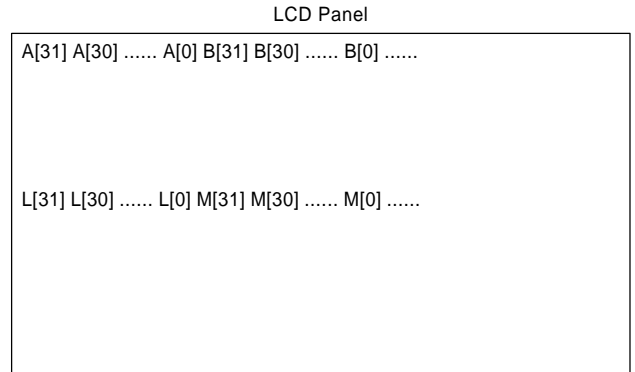 LCD Panel
A[31] A[30] ...... A[0] B[31] B[30] ...... B[0] ......
L[31] L[30] ...... L[0] M[31] M[30] ...... M[0] ......